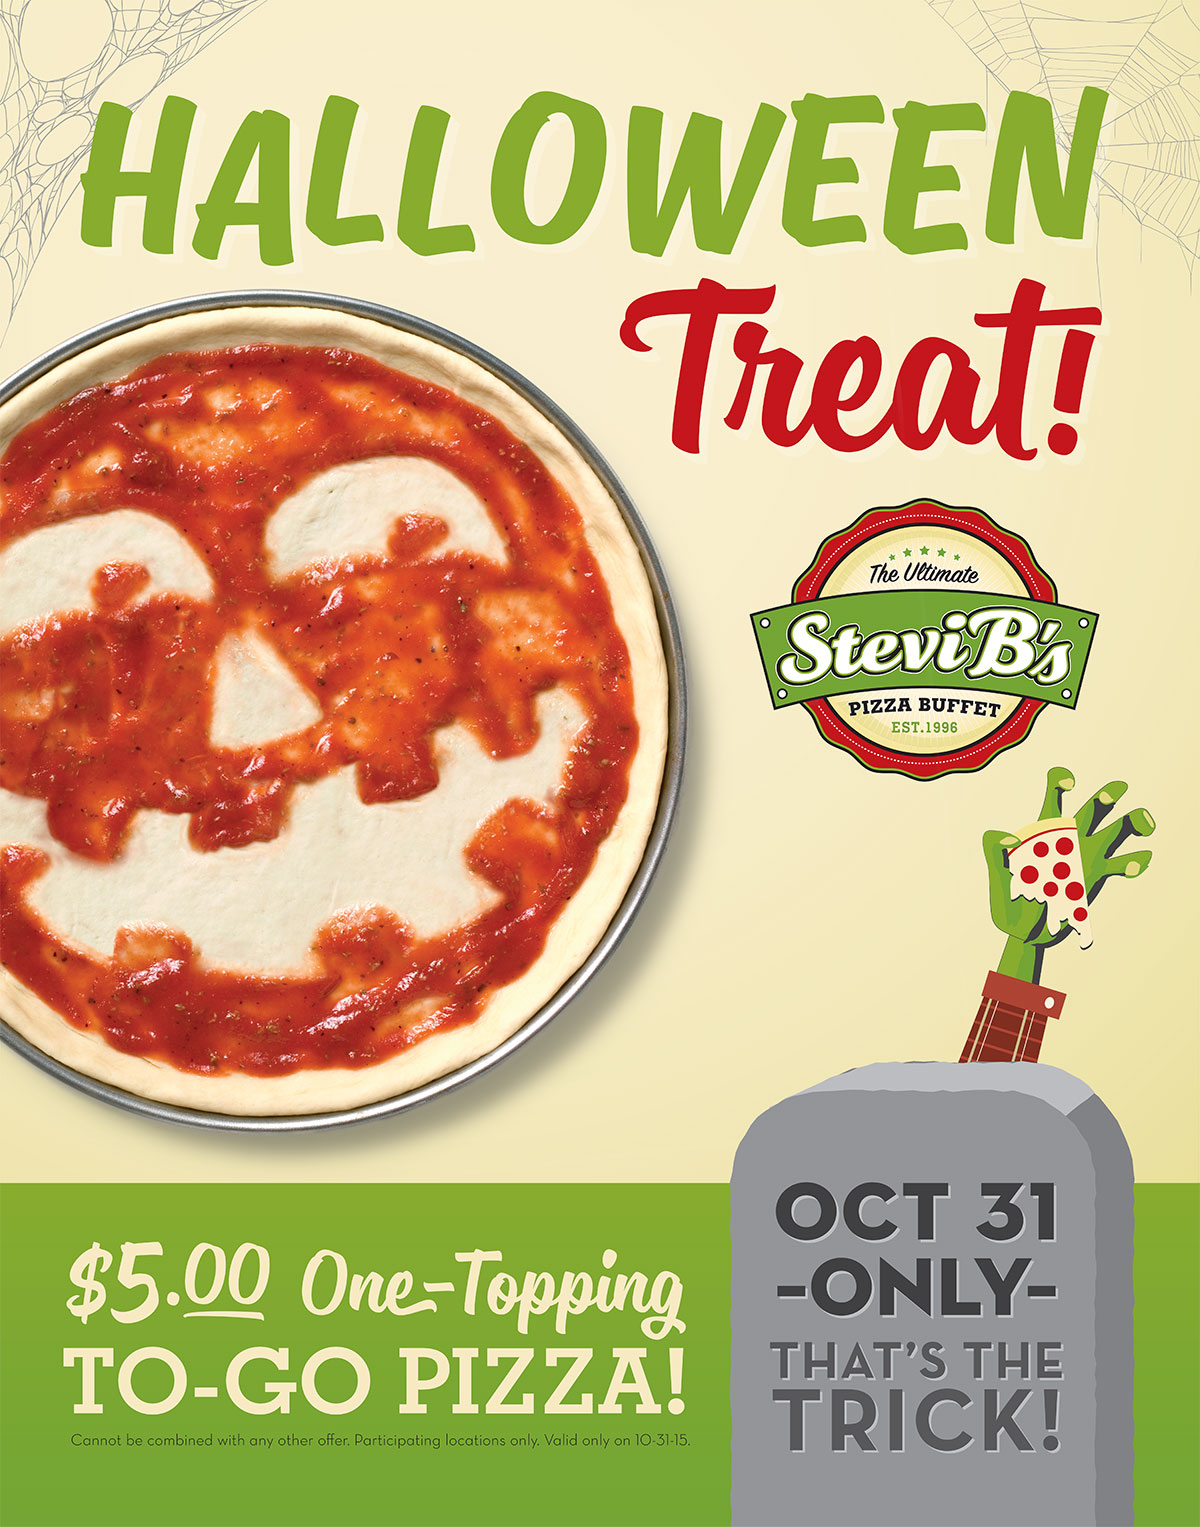 HALLOWEEN
Treat!
The Ultimate
Stevi B's
PIZZA BUFFET
EST.1996
OCT 31
-ONLY-
THAT'S THE
TRICK!
$5.00 One-Topping
TO-GO PIZZA!
Cannot be combined with any other offer. Participating locations only. Valid only on 10-31-15.